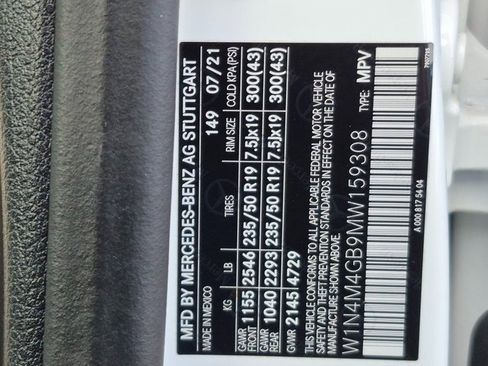 MFD BY MERCEDES-BENZ AG STUTTGART
MADE IN MEXICO 149 07/21
KG LB TIRES RIM SIZE COLD KPA(PSI)
GAWR FRONT 1155 2546 235/50 R19 7.5Jx19 300(43)
GAWR REAR 1040 2293 235/50 R19 7.5Jx19 300(43)
GVWR 2145 4729
THIS VEHICLE CONFORMS TO ALL APPLICABLE FEDERAL MOTOR VEHICLE
SAFETY AND THEFT PREVENTION STANDARDS IN EFFECT ON THE DATE OF
MANUFACTURE SHOWN ABOVE.
W1N4M4GB9MW159308 TYPE: MPV
A 000 817 54 04